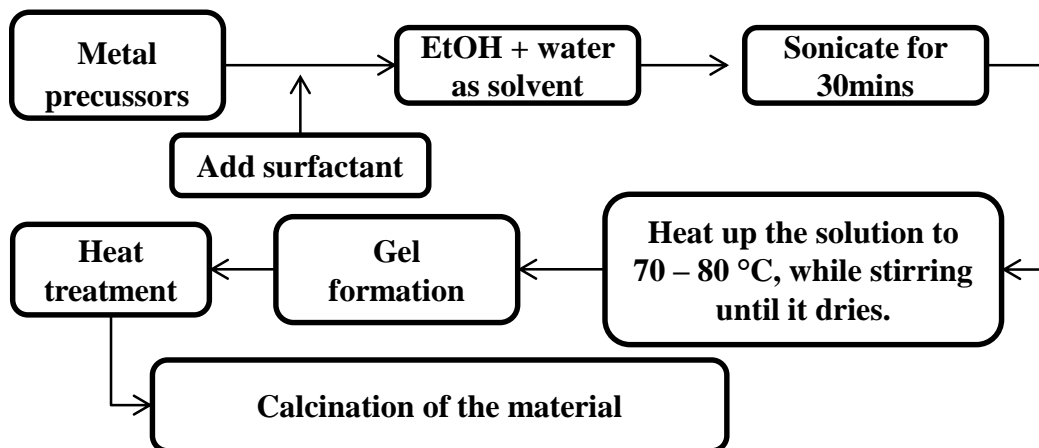 Metal
precussors
EtOH + water
as solvent
Sonicate for
30mins
Add surfactant
Heat up the solution to
70 – 80 °C, while stirring
until it dries.
Gel
formation
Heat
treatment
Calcination of the material